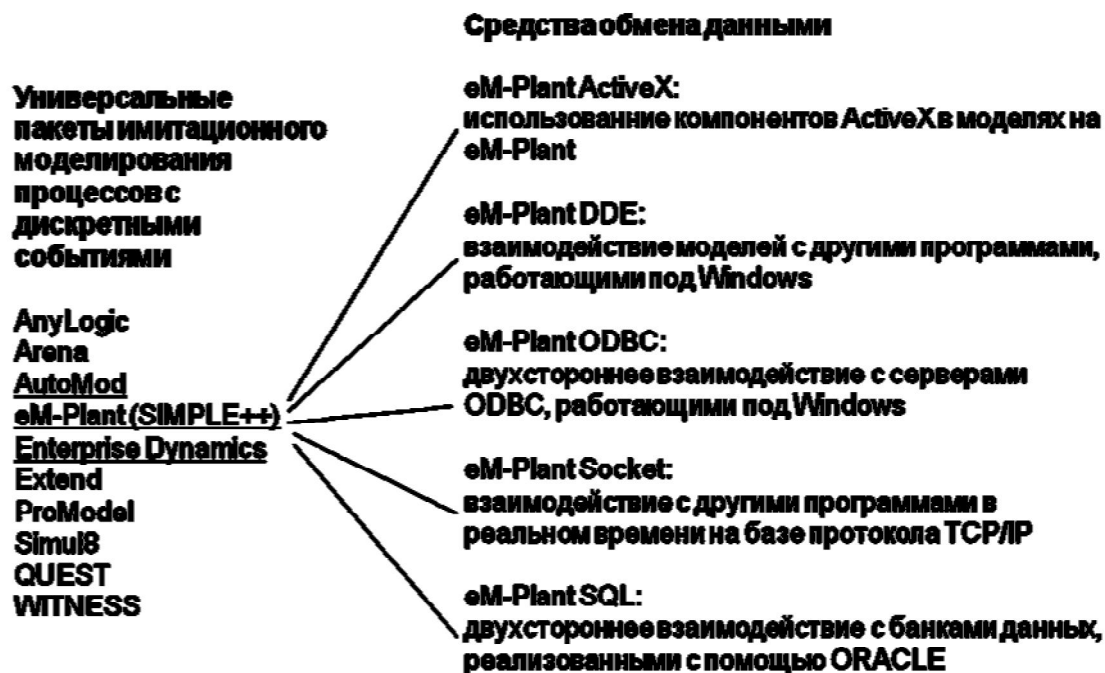 Универсальные
пакеты имитационного
моделирования
процессов с
дискретными
событиями
AnyLogic
Arena
AutoMod
eM-Plant (SIMPLE++)
Enterprise Dynamics
Extend
ProModel
Simul8
QUEST
WITNESS
Средства обмена данными
eM-Plant ActiveX:
использованние компонентов ActiveX в моделях на
eM-Plant
eM-Plant DDE:
взаимодействие моделей с другими программами,
работающими под Windows
eM-Plant ODBC:
двухстороннее взаимодействие с серверами
ODBC, работающими под Windows
eM-Plant Socket:
взаимодействие с другими программами в
реальном времени на базе протокола TCP/IP
eM-Plant SQL:
двухстороннее взаимодействие с банками данных,
реализованными с помощью ORACLE